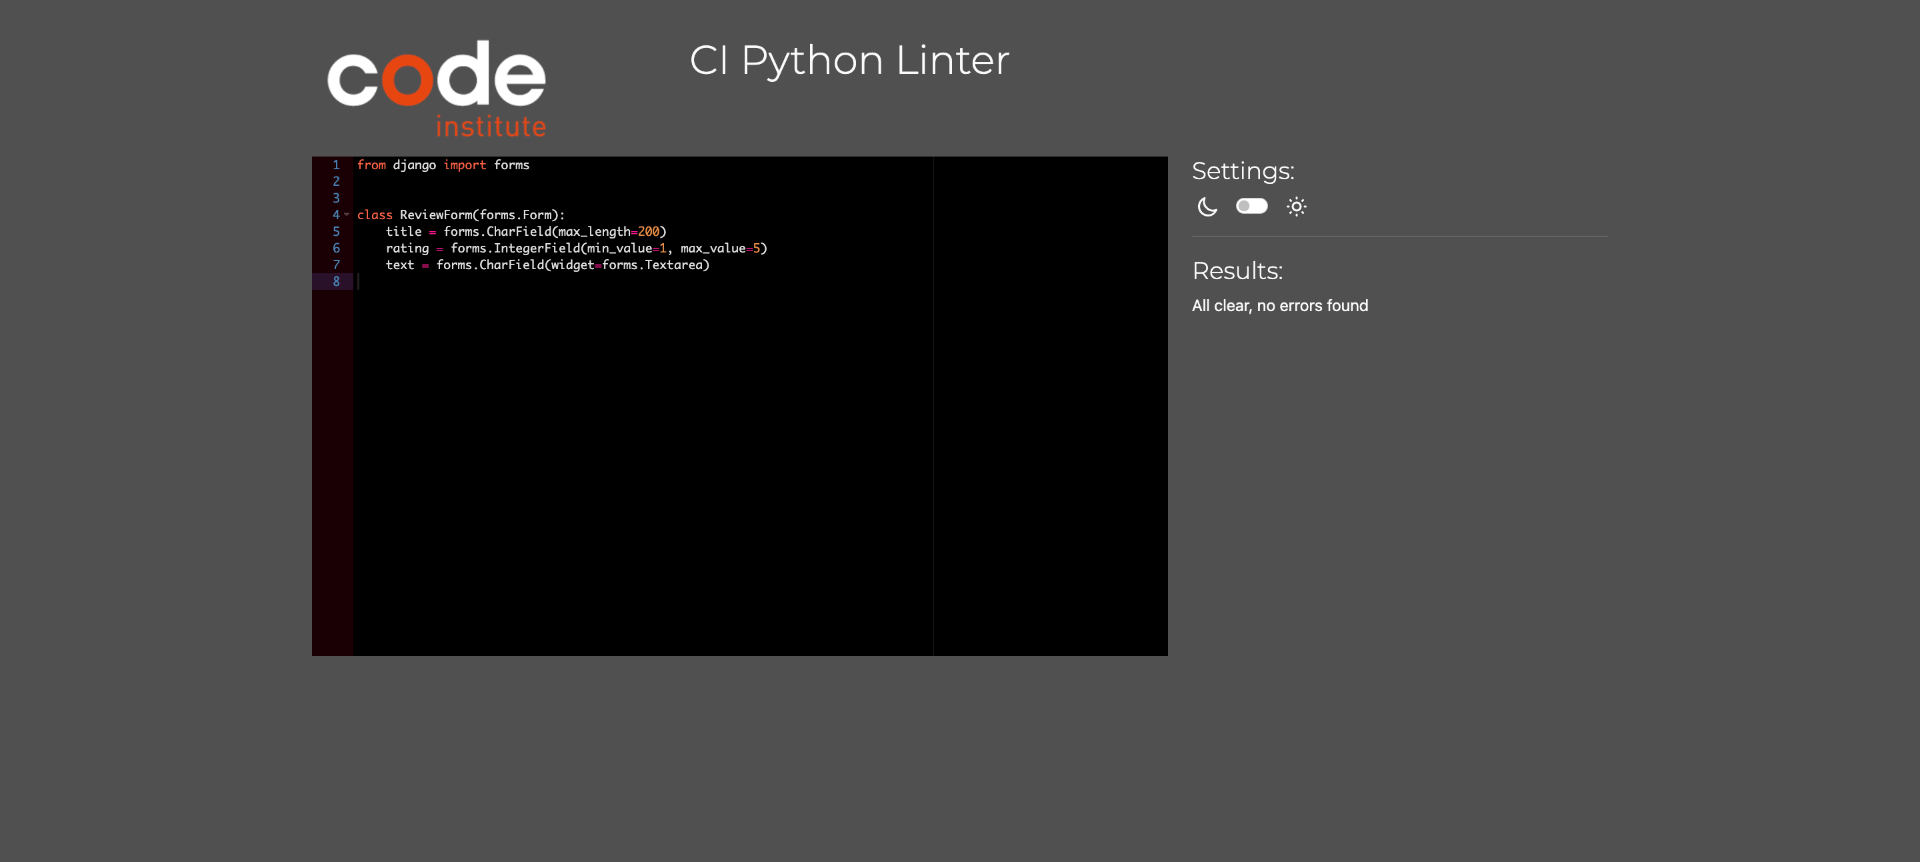 code
institute
CI Python Linter
1 from django import forms
2
3
4 class ReviewForm(forms.Form):
5     title = forms.CharField(max_length=200)
6     rating = forms.IntegerField(min_value=1, max_value=5)
7     text = forms.CharField(widget=forms.Textarea)
8
Settings:
Results:
All clear, no errors found